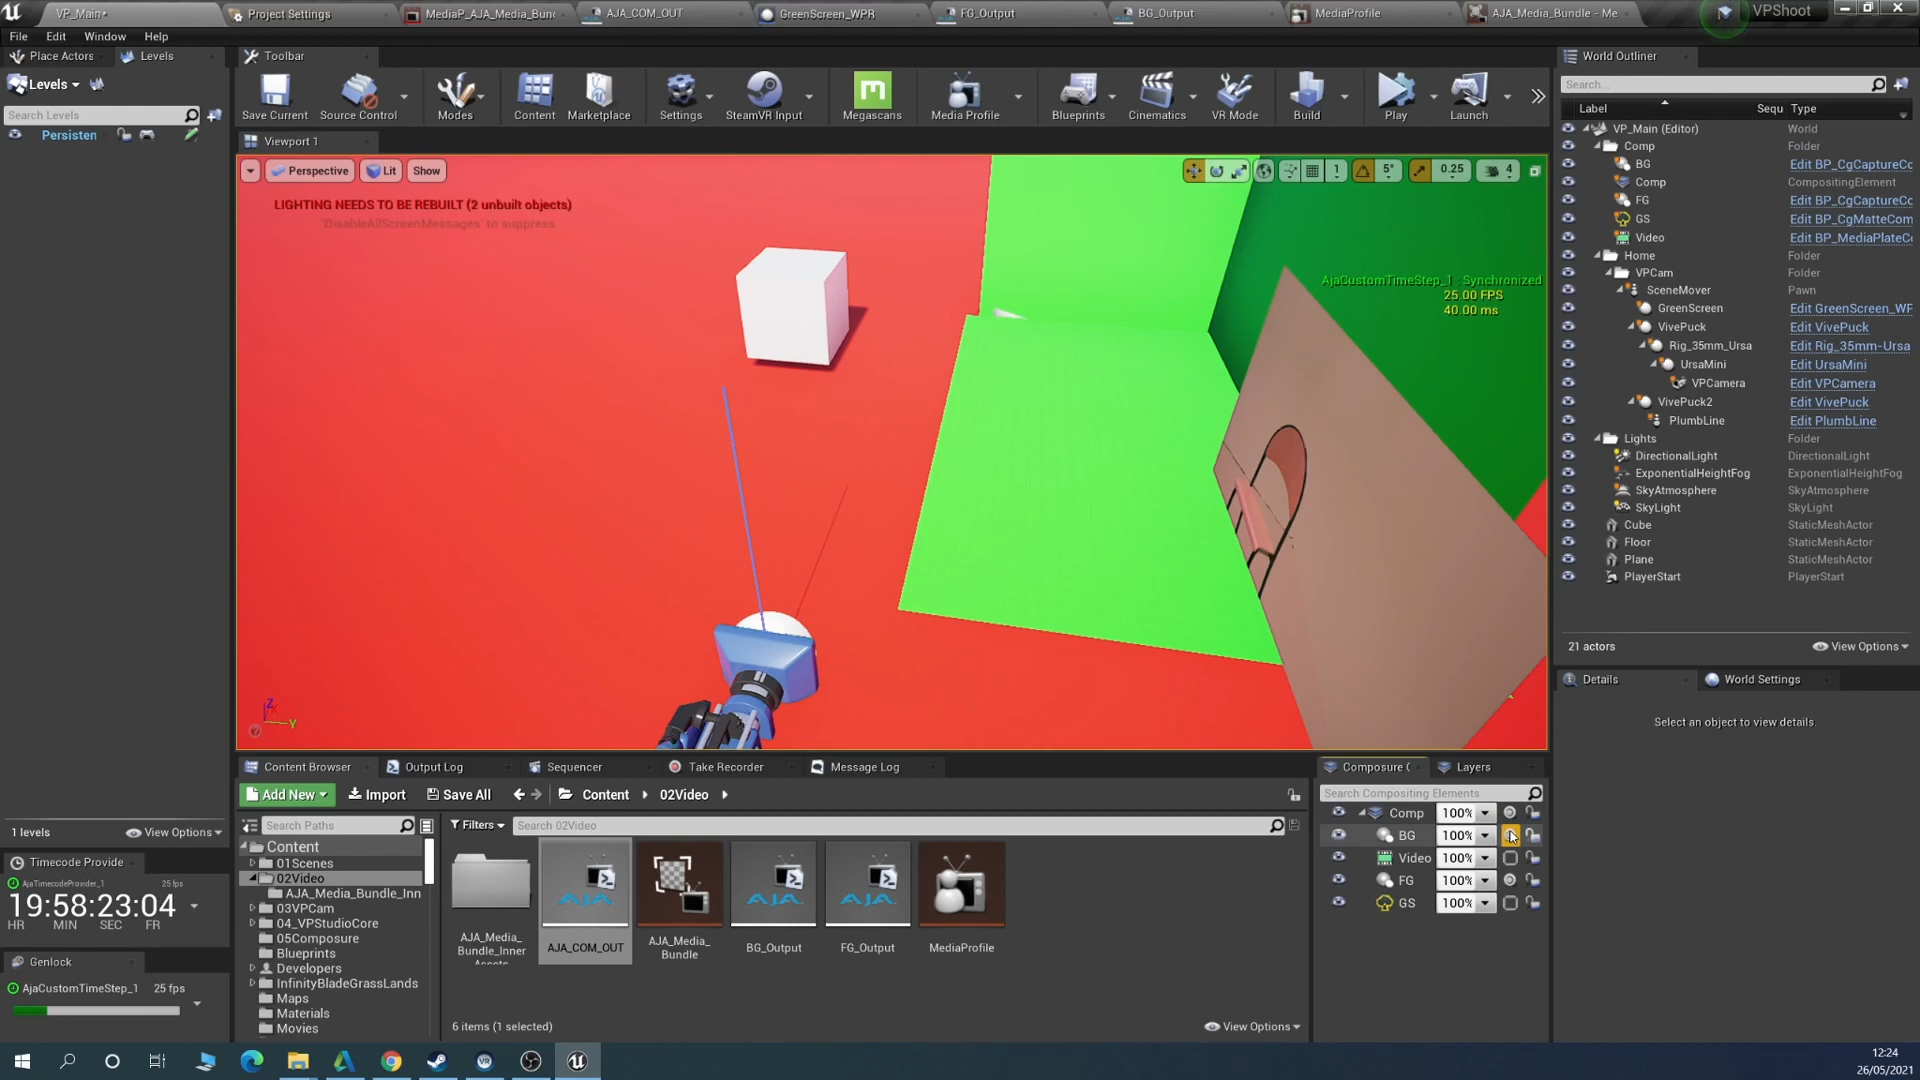 VP_Main•
Project Settings
MediaP_AJA_Media_Bun
AJA_COM_OUT
GreenScreen_WPR
FG_Output
BG_Output
MediaProfile
AJA_Media_Bundle - Me
VPShoot
File
Edit
Window
Help
Place Actors
Levels
Toolbar
World Outliner
Levels
Search Levels
Persisten
Save Current
Source Control
Modes
Content
Marketplace
Settings
SteamVR Input
Megascans
Media Profile
Blueprints
Cinematics
VR Mode
Build
Play
Launch
Search...
Label
Sequ
Type
Viewport 1
Perspective
Lit
Show
1
5°
0.25
4
LIGHTING NEEDS TO BE REBUILT (2 unbuilt objects)
'DisableAllScreenMessages' to suppress
AjaCustomTimeStep_1 : Synchronized
25.00 FPS
40.00 ms
Z
Y
VP_Main (Editor)
World
Comp
Folder
BG
Edit BP_CgCaptureCc
Comp
CompositingElement
FG
Edit BP_CgCaptureCc
GS
Edit BP_CgMatteCom
Video
Edit BP_MediaPlateCc
Home
Folder
VPCam
Folder
SceneMover
Pawn
GreenScreen
Edit GreenScreen_WF
VivePuck
Edit VivePuck
Rig_35mm_Ursa
Edit Rig_35mm-Ursa
UrsaMini
Edit UrsaMini
VPCamera
Edit VPCamera
VivePuck2
Edit VivePuck
PlumbLine
Edit PlumbLine
Lights
Folder
DirectionalLight
DirectionalLight
ExponentialHeightFog
ExponentialHeightFog
SkyAtmosphere
SkyAtmosphere
SkyLight
SkyLight
Cube
StaticMeshActor
Floor
StaticMeshActor
Plane
StaticMeshActor
PlayerStart
PlayerStart
21 actors
View Options
Details
World Settings
Select an object to view details.
1 levels
View Options
Timecode Provide
AjaTimecodeProvider_1
25 fps
19:58:23:04
HR
MIN
SEC
FR
Genlock
AjaCustomTimeStep_1
25 fps
Content Browser
Output Log
Sequencer
Take Recorder
Message Log
Add New
Import
Save All
Content
02Video
Search Paths
Filters
Search 02Video
Content
01Scenes
02Video
AJA_Media_Bundle_Inn
03VPCam
04_VPStudioCore
05Composure
Blueprints
Developers
InfinityBladeGrassLands
Maps
Materials
Movies
AJA_Media_
Bundle_Inner
Assets
AJA
AJA_COM_OUT
AJA_Media_
Bundle
AJA
BG_Output
AJA
FG_Output
MediaProfile
6 items (1 selected)
View Options
Composure C
Layers
Search Compositing Elements
Comp
100%
BG
100%
Video
100%
FG
100%
GS
100%
12:24
26/05/2021